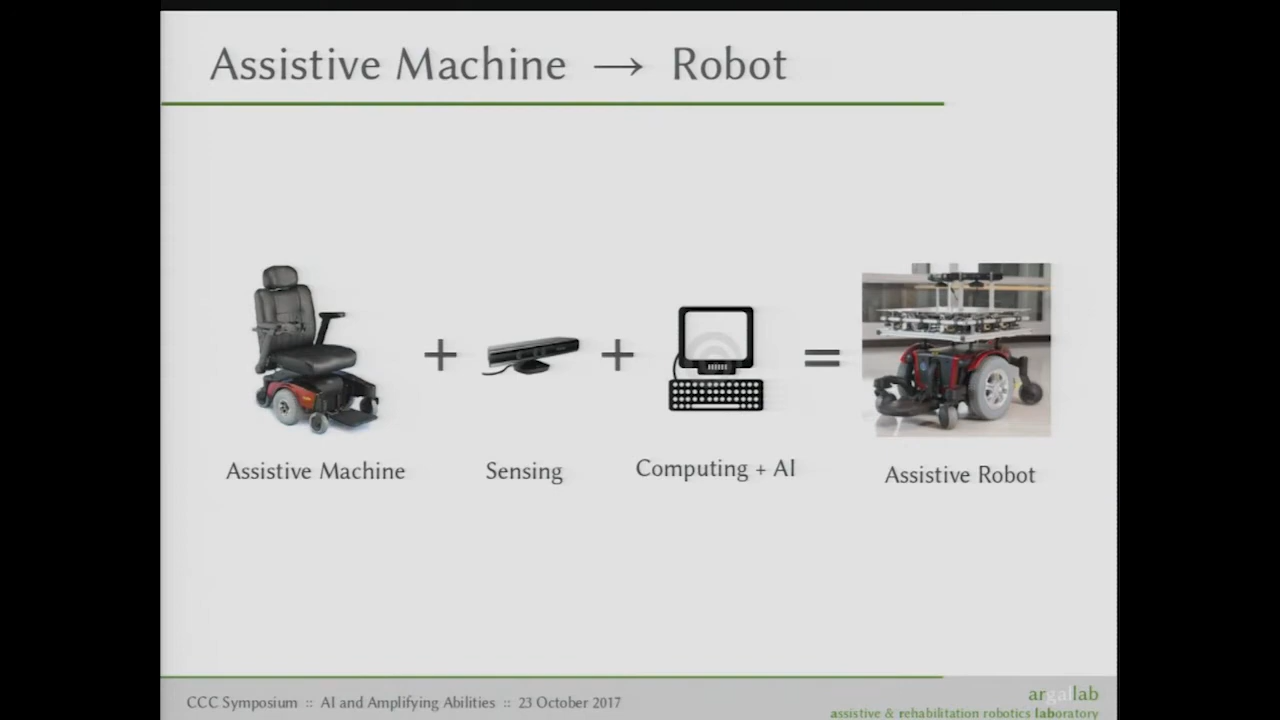 Assistive Machine → Robot
+ + =
Assistive Machine
Sensing
Computing + AI
Assistive Robot
CCC Symposium :: AI and Amplifying Abilities :: 23 October 2017
argallab
assistive & rehabilitation robotics laboratory